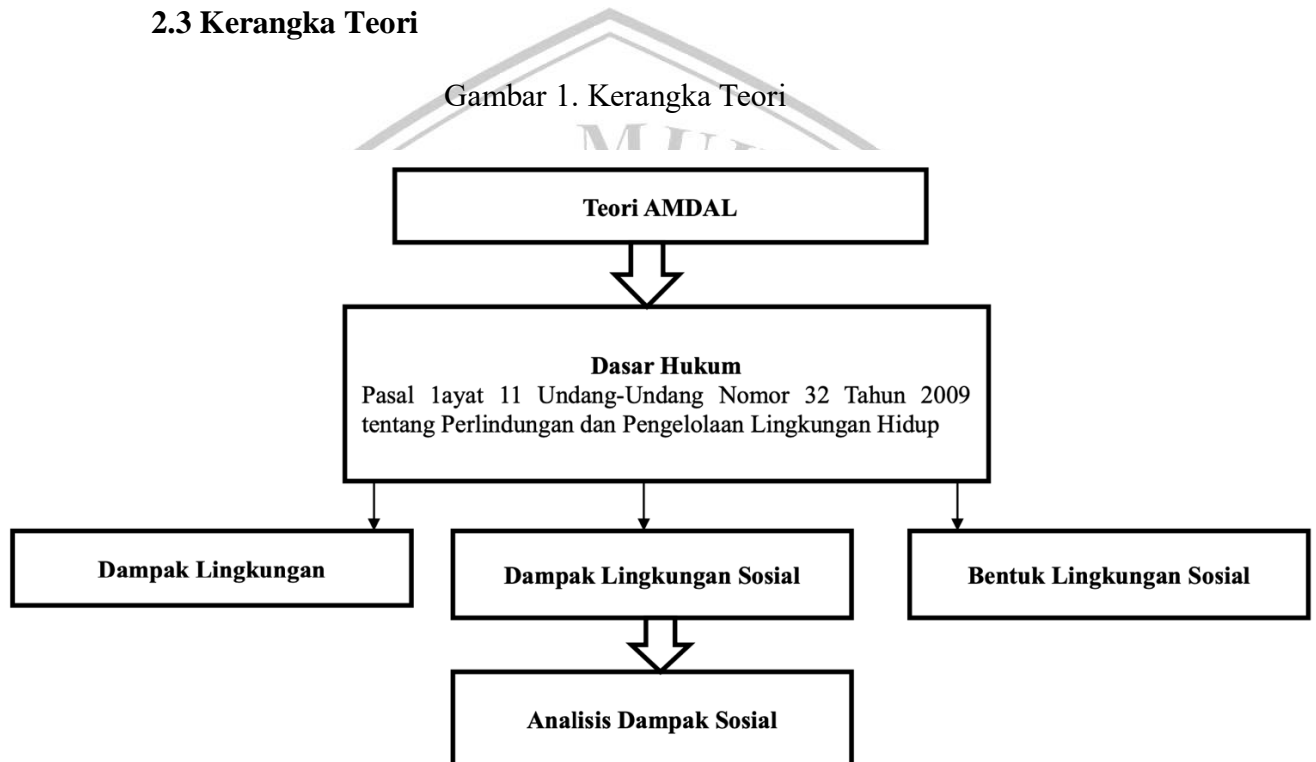 2.3 Kerangka Teori
Gambar 1. Kerangka Teori
Teori AMDAL
Dasar Hukum
Pasal 1ayat 11 Undang-Undang Nomor 32 Tahun 2009
tentang Perlindungan dan Pengelolaan Lingkungan Hidup
Dampak Lingkungan
Dampak Lingkungan Sosial
Bentuk Lingkungan Sosial
Analisis Dampak Sosial